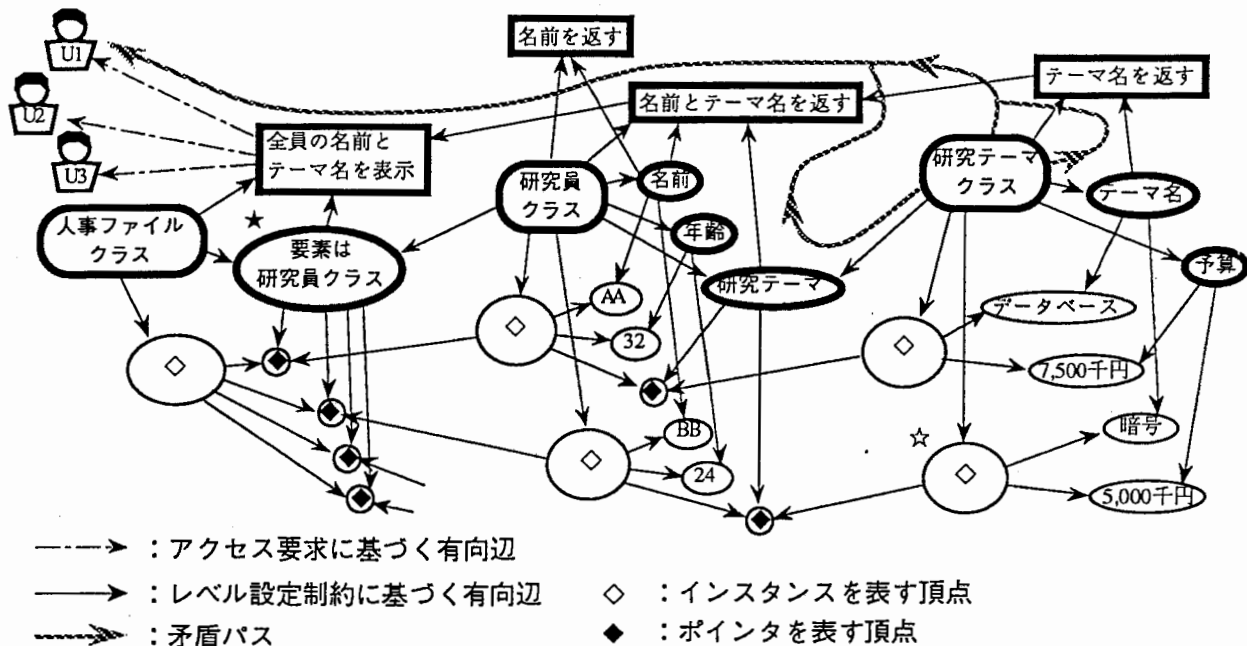 U1
U2
U3
名前を返す
テーマ名を返す
名前とテーマ名を返す
全員の名前と
テーマ名を表示
人事ファイル
クラス
★
要素は
研究員クラス
研究員
クラス
名前
年齢
研究テーマ
研究テーマ
クラス
テーマ名
予算
AA
32
データベース
7,500千円
BB
24
☆
暗号
5,000千円
：アクセス要求に基づく有向辺
：レベル設定制約に基づく有向辺
◇ ：インスタンスを表す頂点
：矛盾パス
◆ ：ポインタを表す頂点